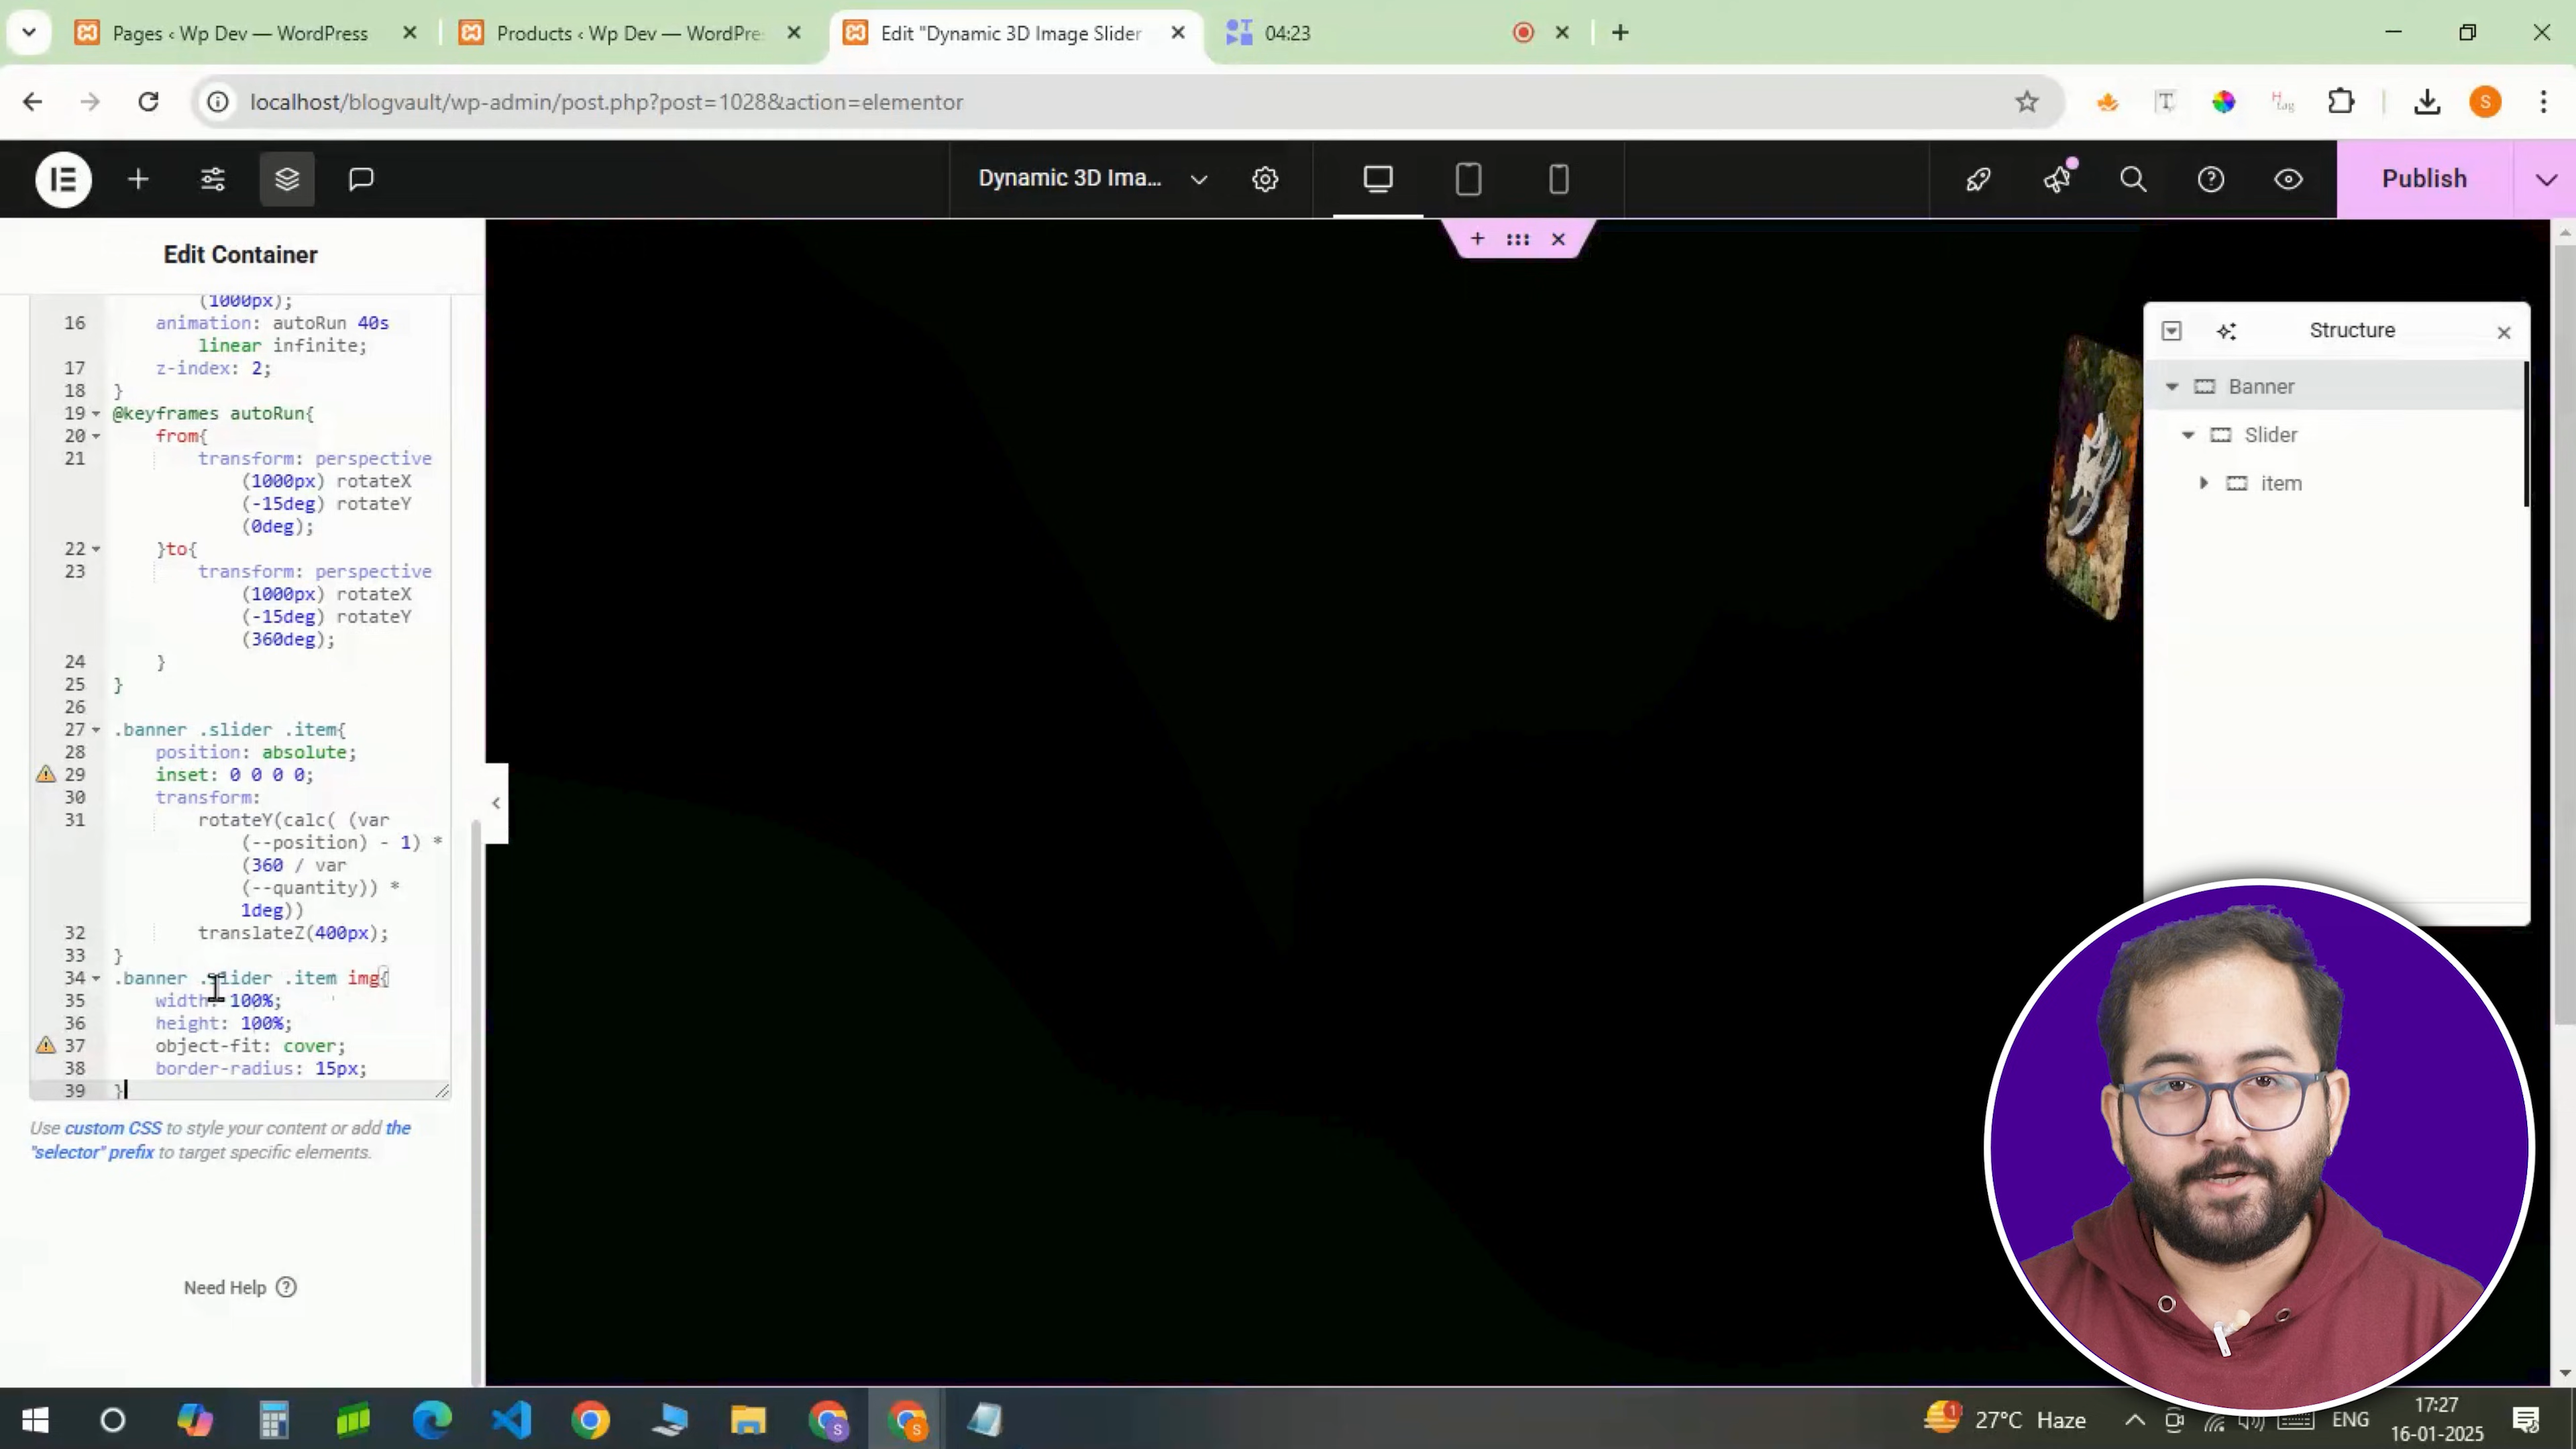 Pages ‹ Wp Dev — WordPress
Products ‹ Wp Dev — WordPre
Edit "Dynamic 3D Image Slider
04:23
localhost/blogvault/wp-admin/post.php?post=1028&action=elementor
T
H
tag
S
Dynamic 3D Ima...
Publish
Edit Container
(1000px);
16 animation: autoRun 40s
linear infinite;
17 z-index: 2;
18 }
19 @keyframes autoRun{
20 from{
21 transform: perspective
(1000px) rotateX
(-15deg) rotateY
(0deg);
22 }to{
23 transform: perspective
(1000px) rotateX
(-15deg) rotateY
(360deg);
24 }
25 }
26
27 .banner .slider .item{
28 position: absolute;
29 inset: 0 0 0 0;
30 transform:
31 rotateY(calc( (var
(--position) - 1) *
(360 / var
(--quantity)) *
1deg))
32 translateZ(400px);
33 }
34 .banner .slider .item img{
35 width: 100%;
36 height: 100%;
37 object-fit: cover;
38 border-radius: 15px;
39 }
Use custom CSS to style your content or add the
"selector" prefix to target specific elements.
Need Help
Structure
Banner
Slider
item
S
S
1
27°C Haze
ENG
17:27
16-01-2025